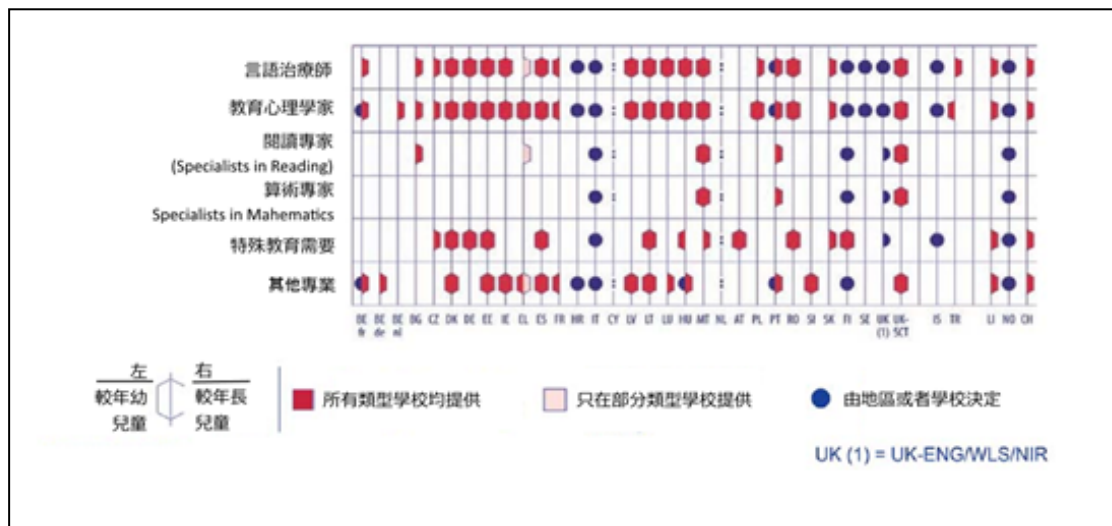 言語治療師
教育心理學家
閱讀專家
(Specialists in Reading)
算術專家
Specialists in Mahematics
特殊教育需要
其他專業
BE fr BE de BE nl BG CZ DK DE EE IE EL ES FR HR IT CY LV LT LU HU MT NL AT PL PT RO SI SK FI SE UK (1) UK-SCT IS TR LI NO CH
左 右
較年幼 較年長
兒童 兒童
所有類型學校均提供
只在部分類型學校提供
由地區或者學校決定
UK (1) = UK-ENG/WLS/NIR